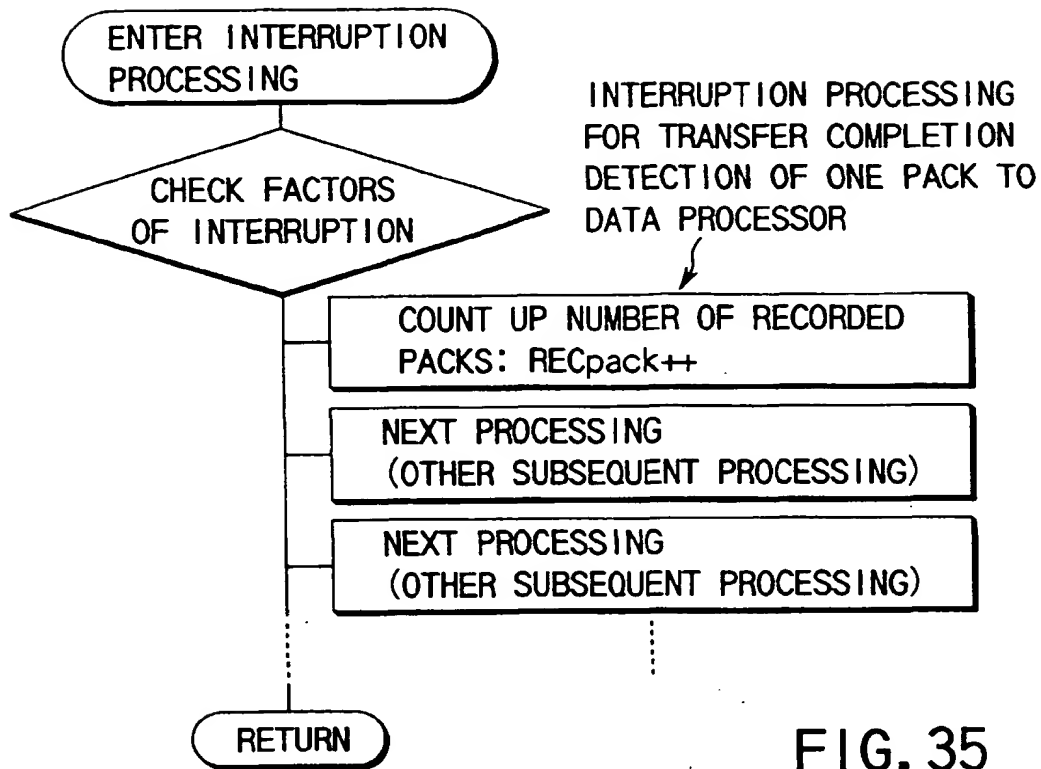 ENTER INTERRUPTION
PROCESSING
CHECK FACTORS
OF INTERRUPTION
INTERRUPTION PROCESSING
FOR TRANSFER COMPLETION
DETECTION OF ONE PACK TO
DATA PROCESSOR
COUNT UP NUMBER OF RECORDED
PACKS: RECpack++
NEXT PROCESSING
(OTHER SUBSEQUENT PROCESSING)
NEXT PROCESSING
(OTHER SUBSEQUENT PROCESSING)
RETURN
FIG. 35